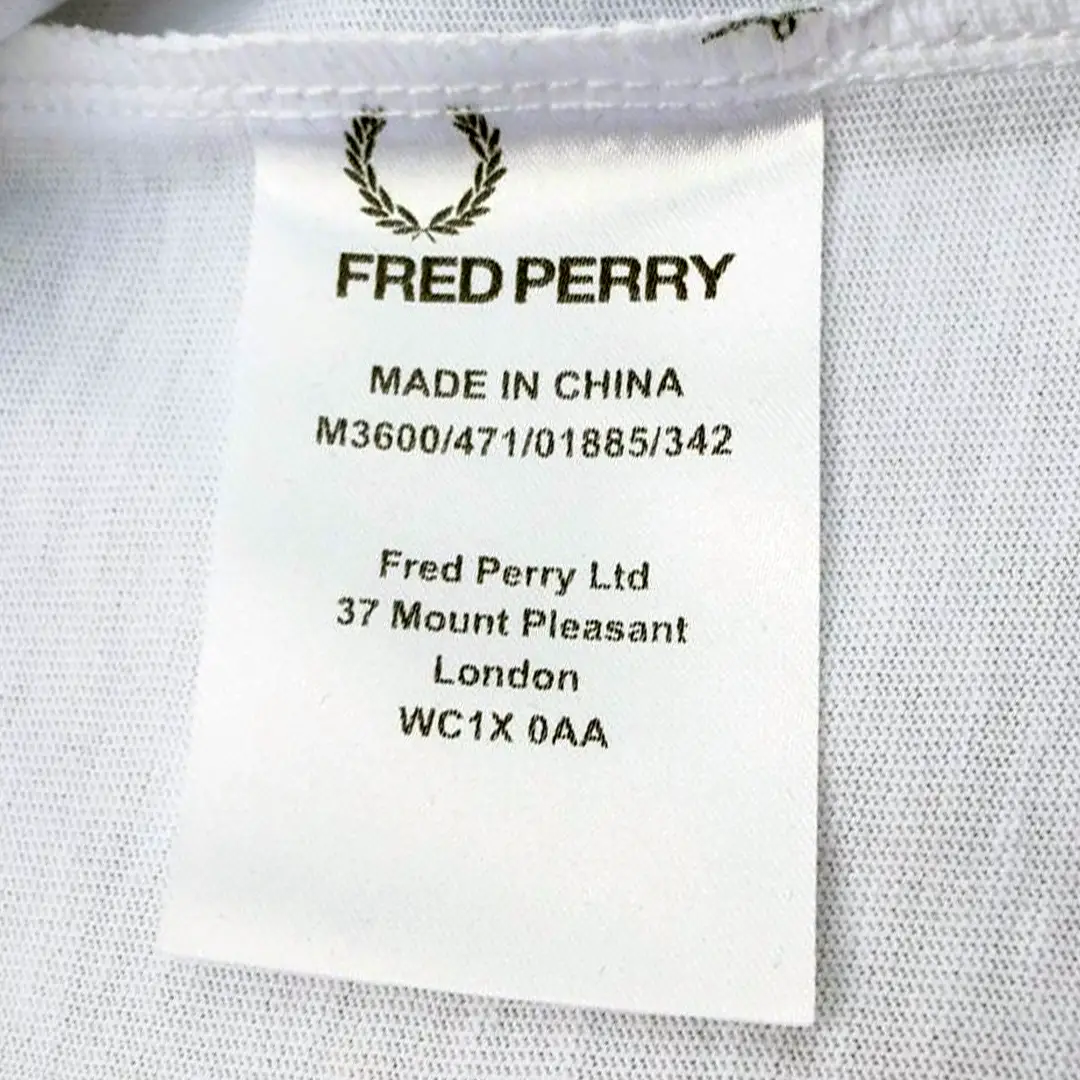 FRED PERRY
MADE IN CHINA
M3600/471/01885/342
Fred Perry Ltd
37 Mount Pleasant
London
WC1X 0AA